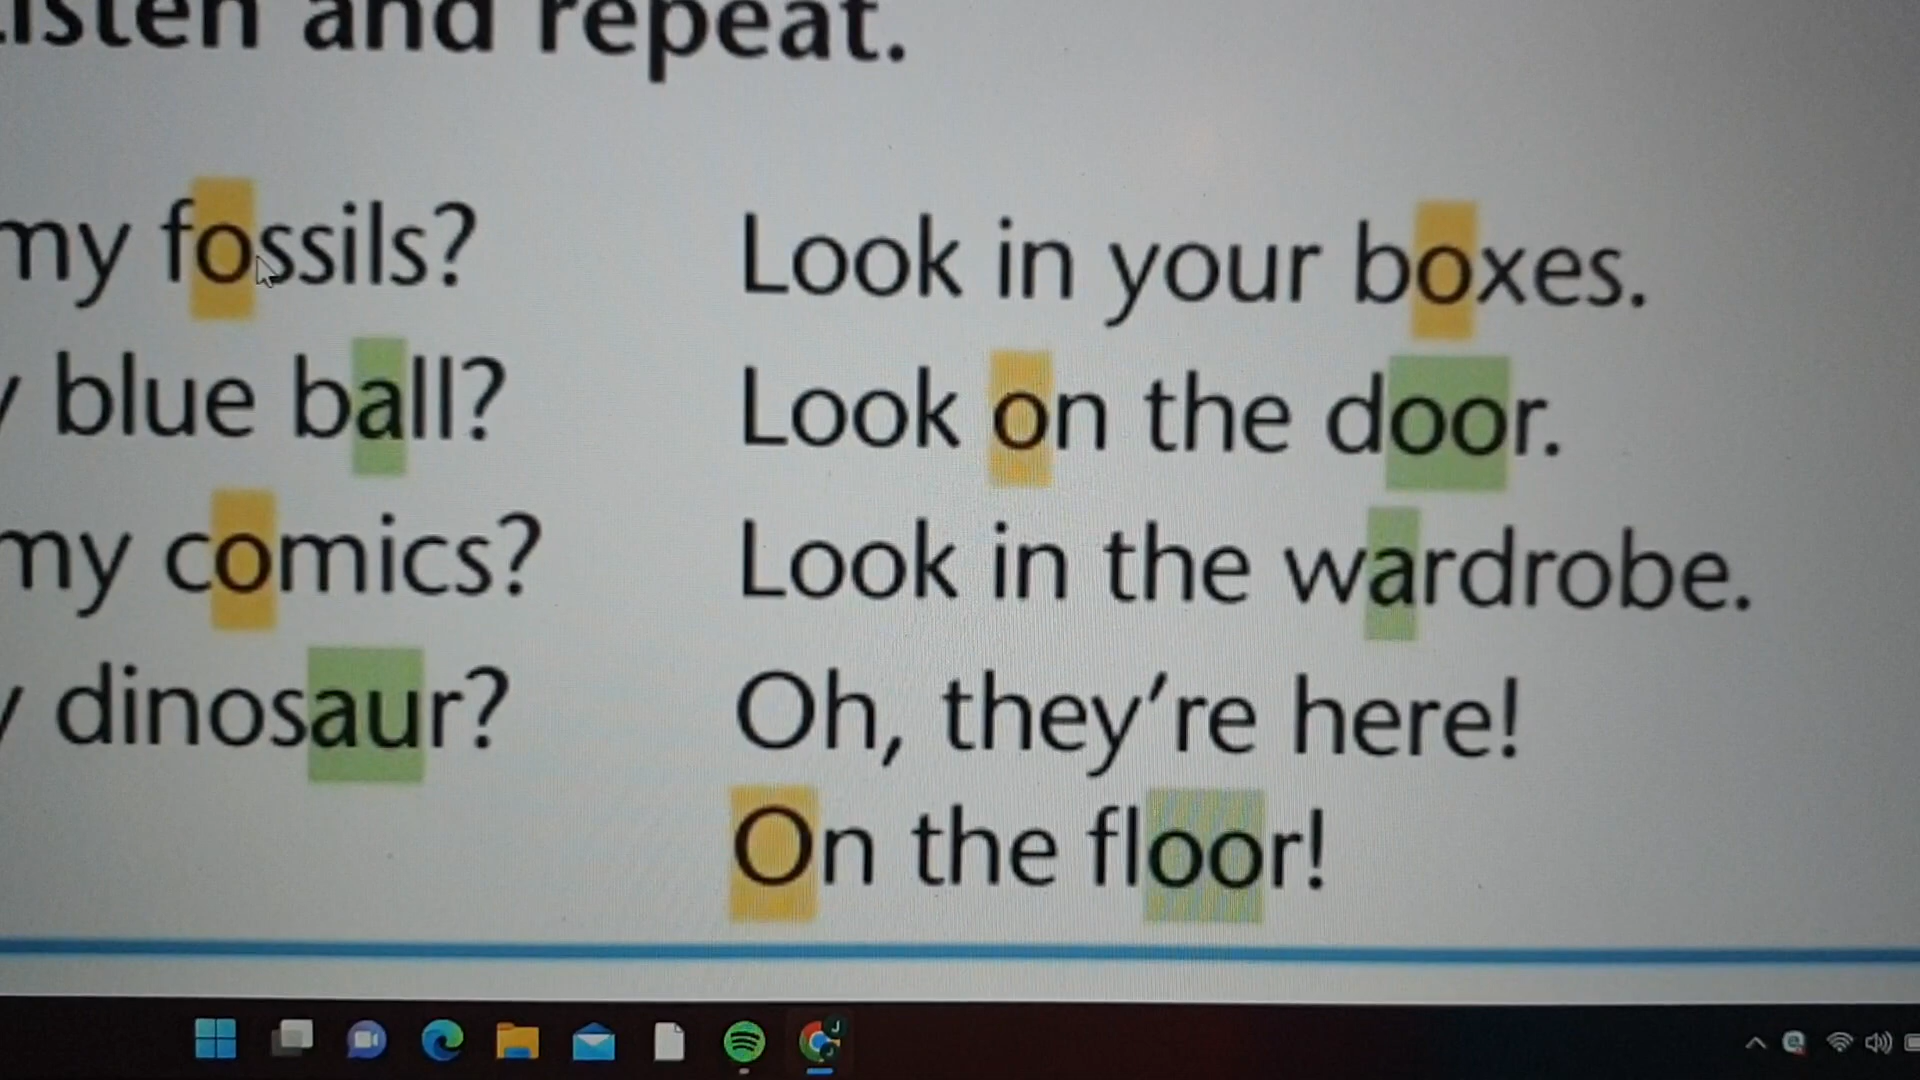 Listen and repeat.
my fossils?
blue ball?
my comics?
dinosaur?
Look in your boxes.
Look on the door.
Look in the wardrobe.
Oh, they're here!
On the floor!